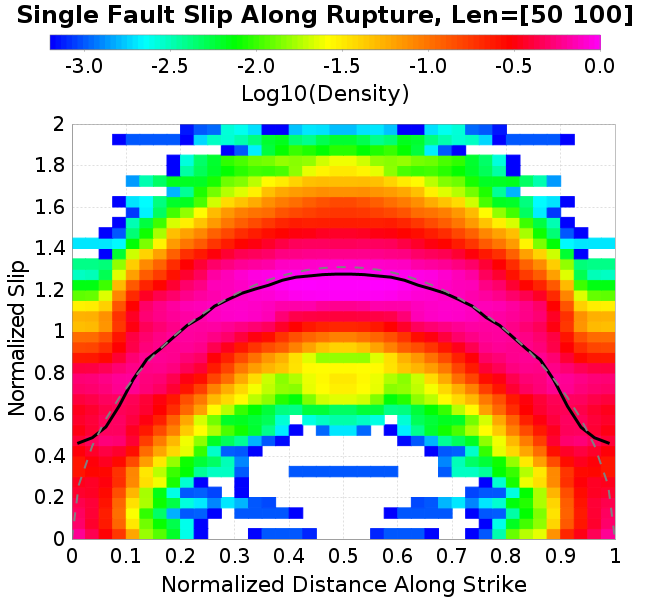 Single Fault Slip Along Rupture, Len=[50 100]
-3.0 -2.5 -2.0 -1.5 -1.0 -0.5 0.0
Log10(Density)
2
1.8
1.6
1.4
1.2
1
0.8
0.6
0.4
0.2
0
Normalized Slip
0 0.1 0.2 0.3 0.4 0.5 0.6 0.7 0.8 0.9 1
Normalized Distance Along Strike